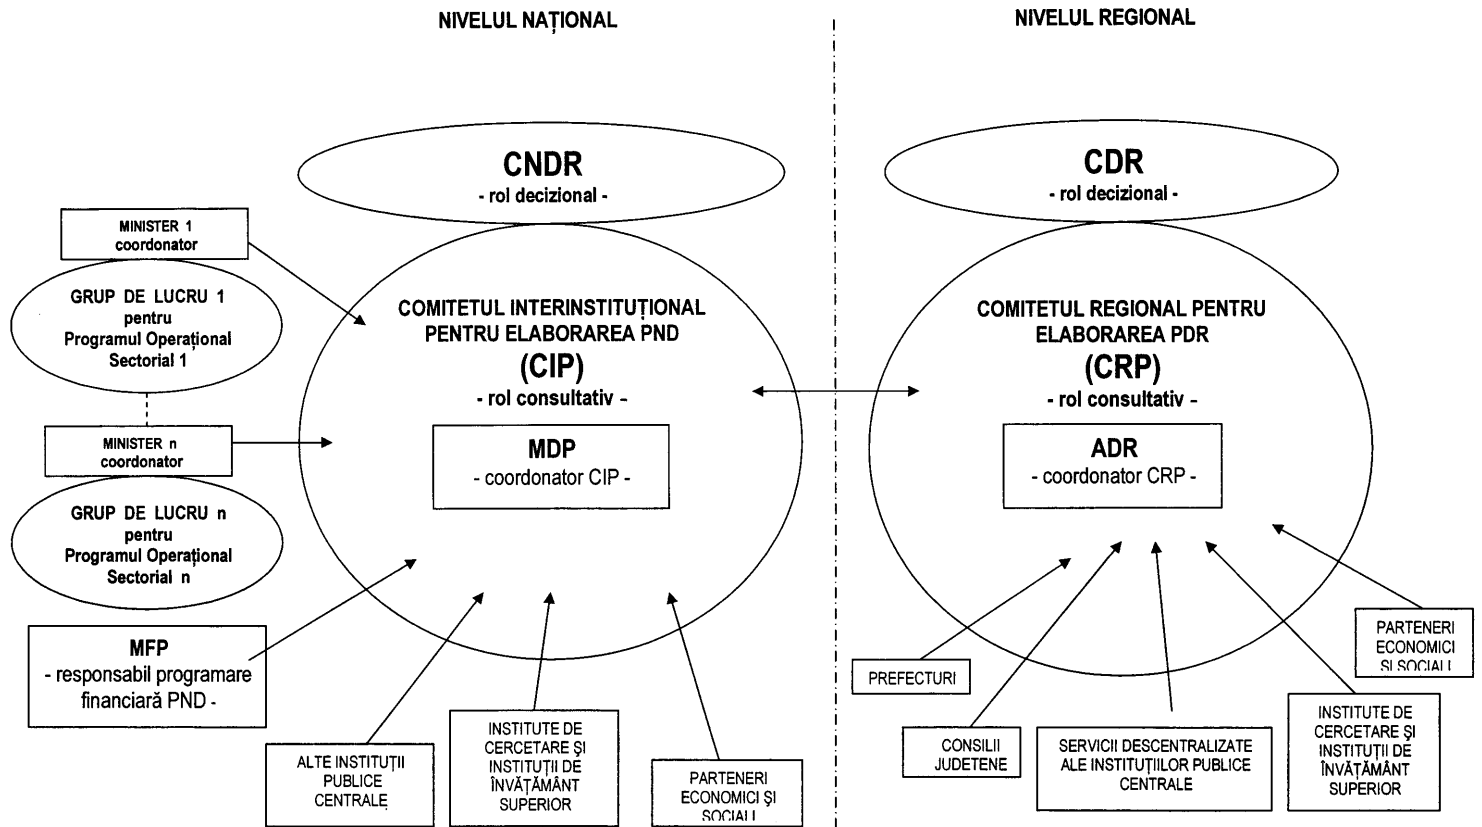 NIVELUL NAȚIONAL
NIVELUL REGIONAL
CNDR
- rol decizional -
CDR
- rol decizional -
MINISTER 1
coordonator
GRUP DE LUCRU 1
pentru
Programul Operațional
Sectorial 1
COMITETUL INTERINSTITUȚIONAL
PENTRU ELABORAREA PND
(CIP)
- rol consultativ -
COMITETUL REGIONAL PENTRU
ELABORAREA PDR
(CRP)
- rol consultativ -
MINISTER n
coordonator
MDP
- coordonator CIP -
ADR
- coordonator CRP -
GRUP DE LUCRU n
pentru
Programul Operațional
Sectorial n
MFP
- responsabil programare
financiară PND -
ALTE INSTITUȚII
PUBLICE
CENTRALE
INSTITUTE DE
CERCETARE ȘI
INSTITUȚII DE
ÎNVĂȚĂMÂNT
SUPERIOR
PARTENERI
ECONOMICI ȘI
SOCIALI
PREFECTURI
CONSILII
JUDETENE
SERVICII DESCENTRALIZATE
ALE INSTITUȚIILOR PUBLICE
CENTRALE
INSTITUTE DE
CERCETARE ȘI
INSTITUȚII DE
ÎNVĂȚĂMÂNT
SUPERIOR
PARTENERI
ECONOMICI
SI SOCIALI